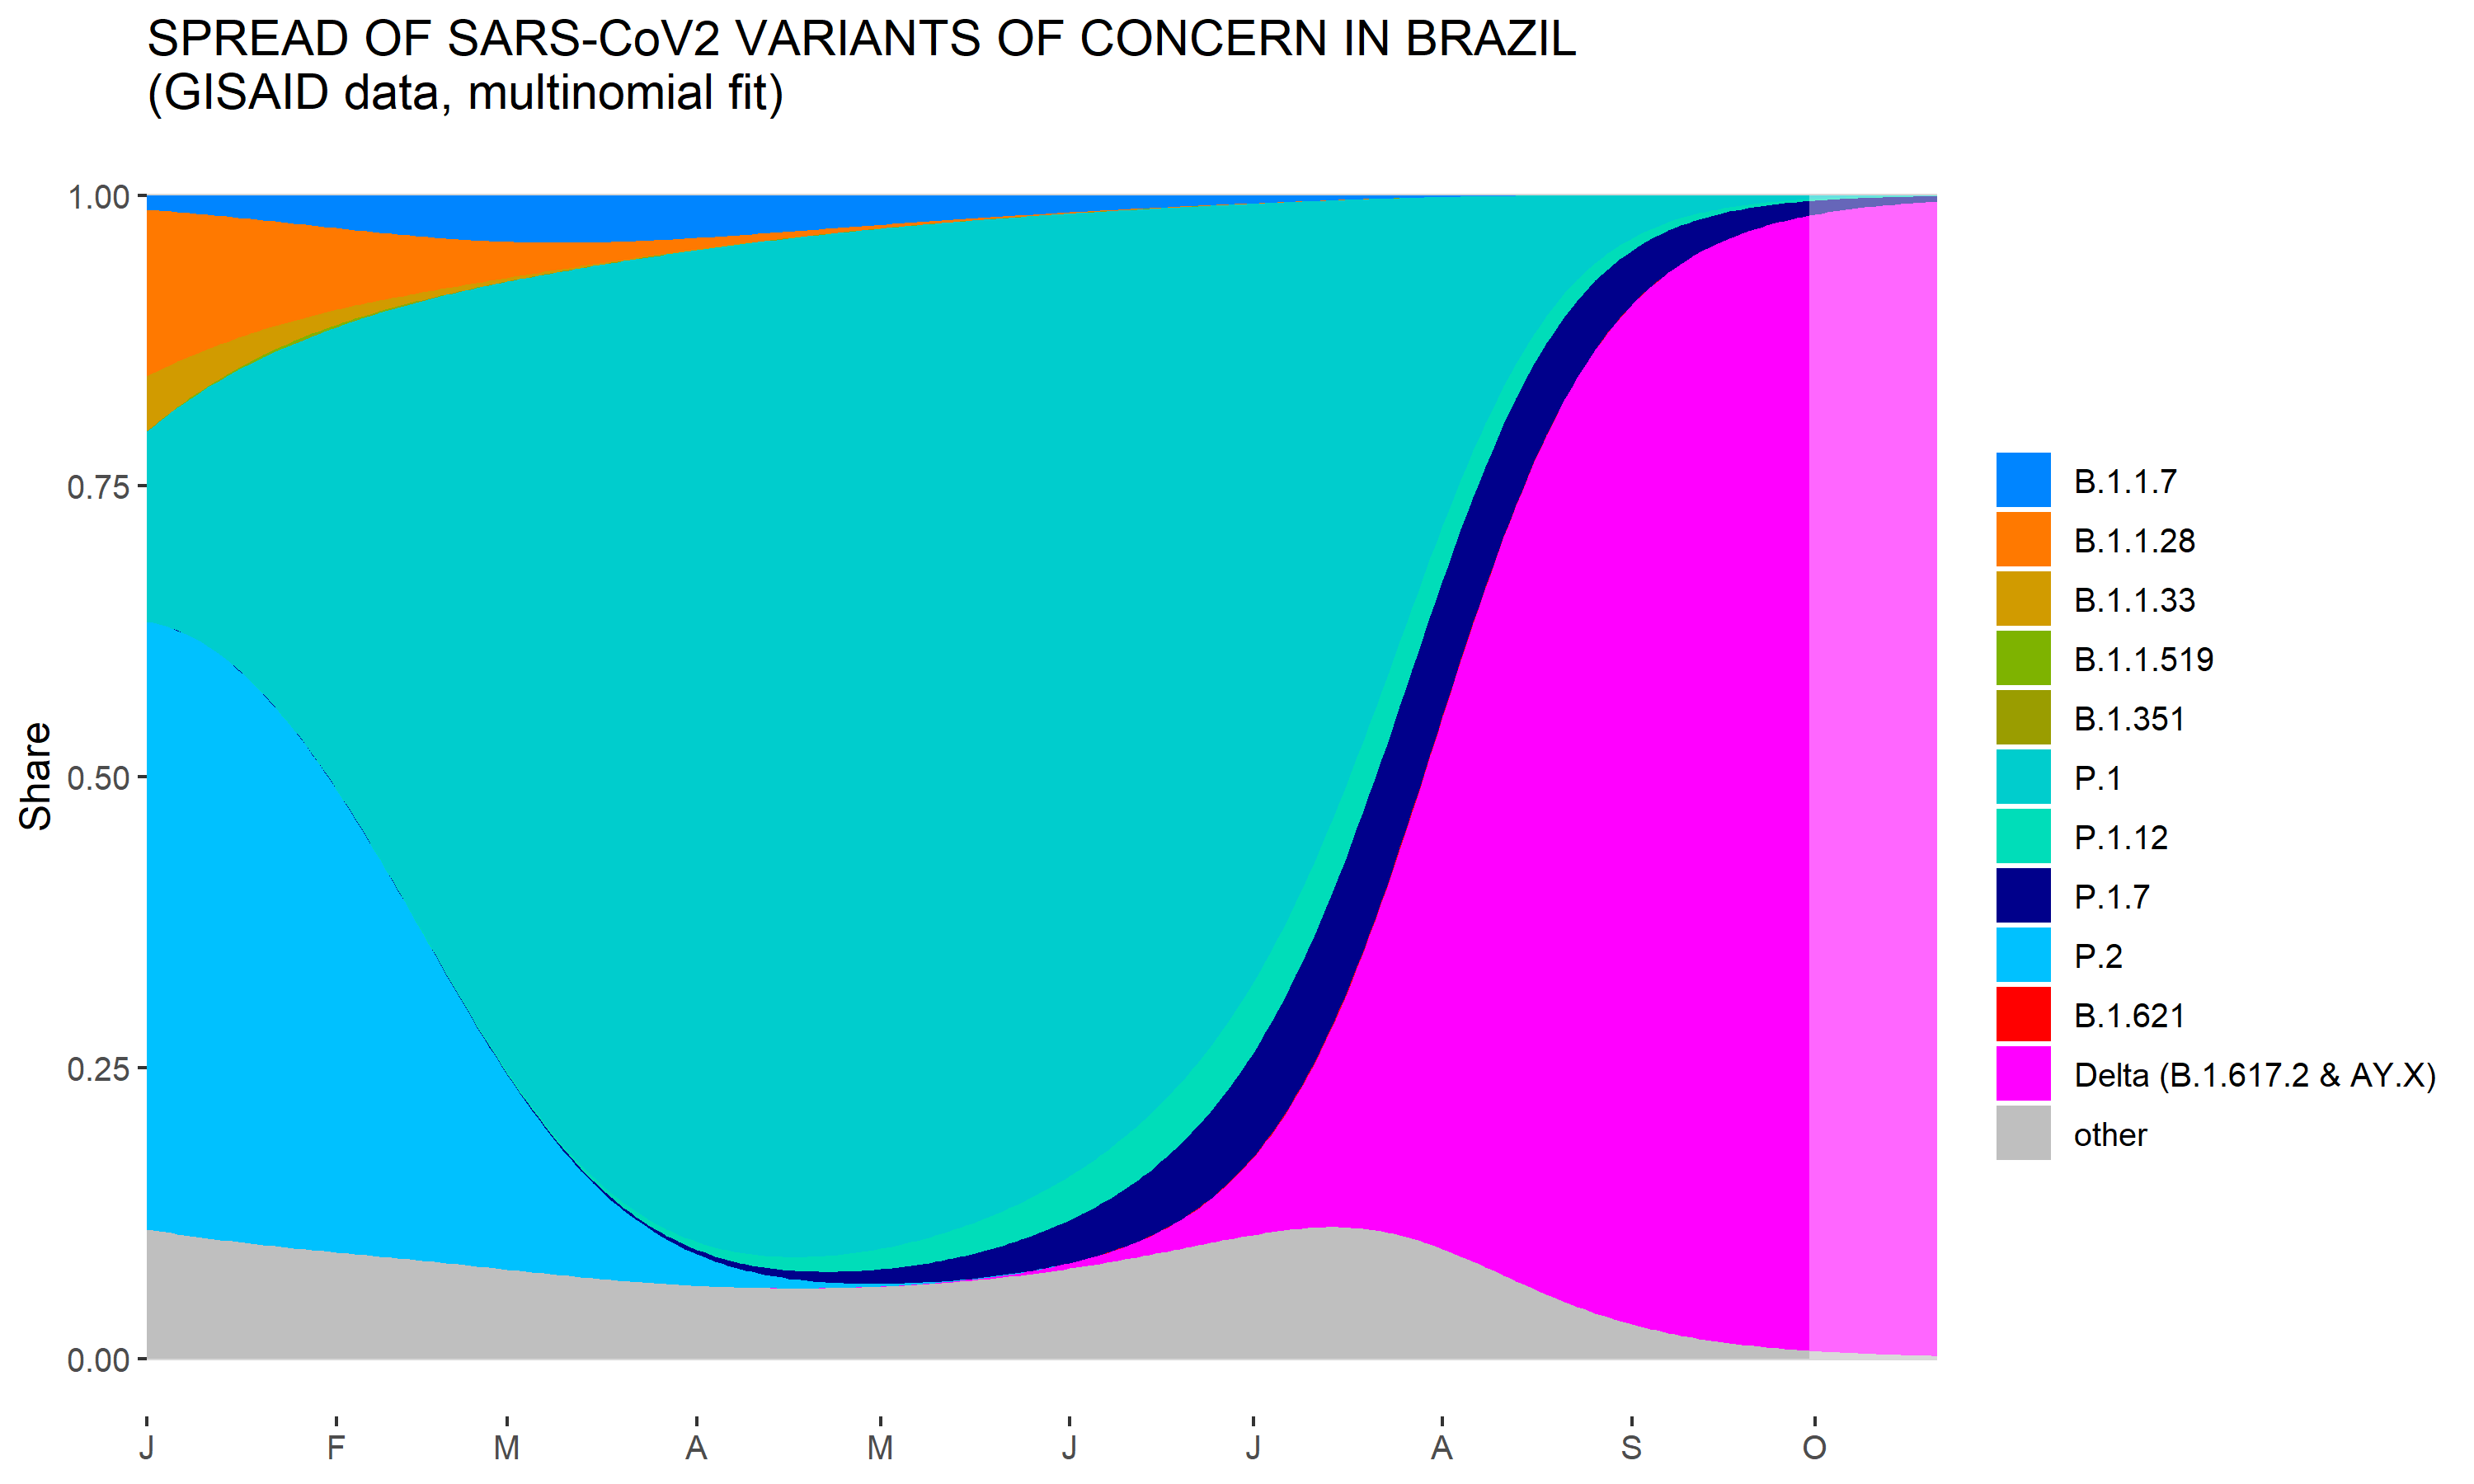 SPREAD OF SARS-CoV2 VARIANTS OF CONCERN IN BRAZIL
(GISAID data, multinomial fit)
Share
1.00
0.75
0.50
0.25
0.00
J F M A M J J A S O
B.1.1.7
B.1.1.28
B.1.1.33
B.1.1.519
B.1.351
P.1
P.1.12
P.1.7
P.2
B.1.621
Delta (B.1.617.2 & AY.X)
other